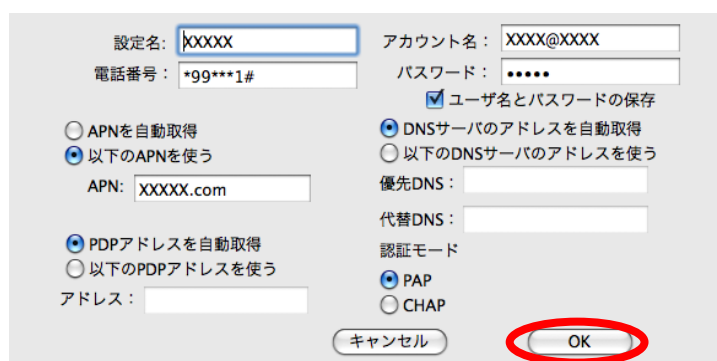 設定名: XXXXX
電話番号： *99***1#
アカウント名： XXXX@XXXX
パスワード： •••••
ユーザ名とパスワードの保存
APNを自動取得
以下のAPNを使う
APN: XXXXX.com
DNSサーバのアドレスを自動取得
以下のDNSサーバのアドレスを使う
優先DNS：
代替DNS：
PDPアドレスを自動取得
以下のPDPアドレスを使う
アドレス：
認証モード
PAP
CHAP
キャンセル
OK